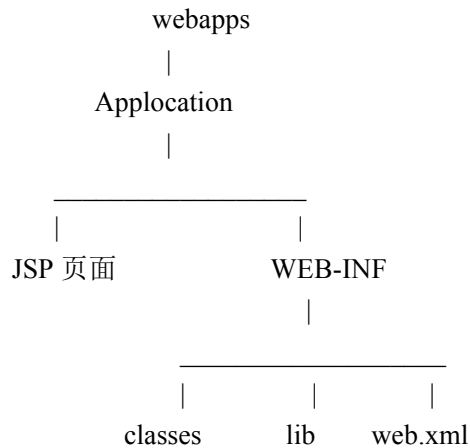 webapps
Applocation
JSP 页面 WEB-INF
classes lib web.xml